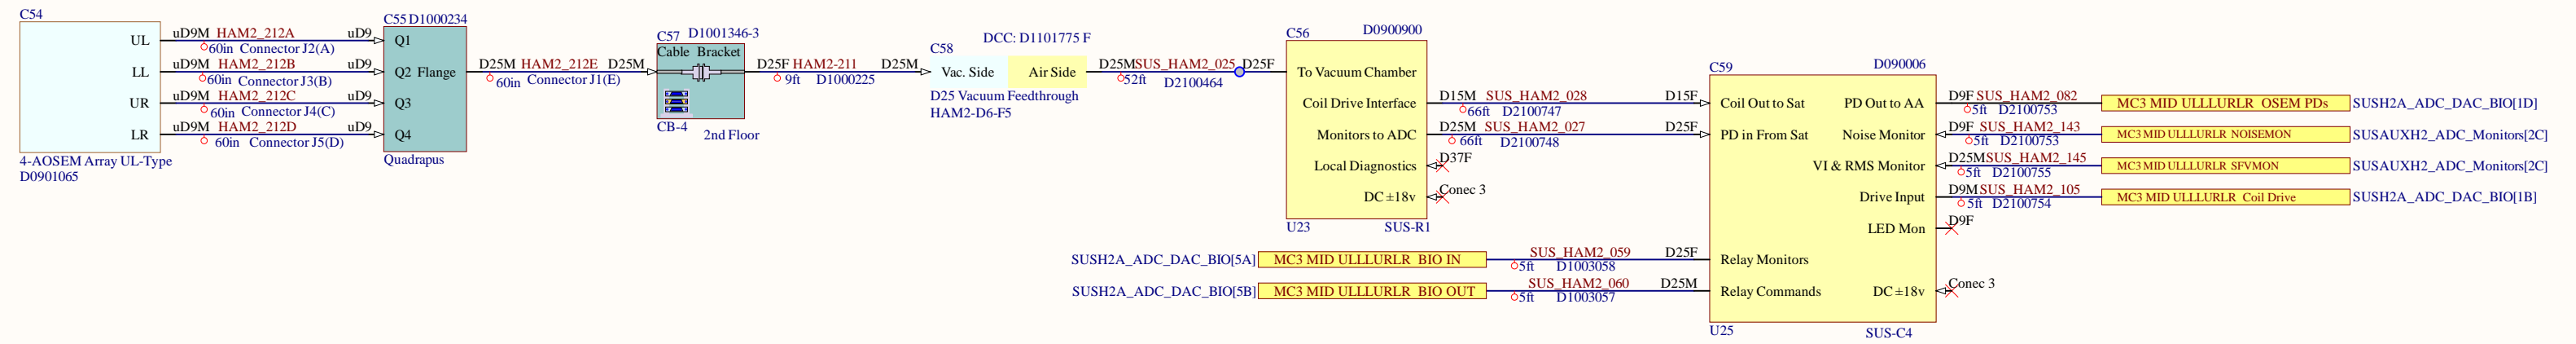 C54
UL
LL
UR
LR
4-AOSEM Array UL-Type
D0901065
uD9M HAM2_212A uD9
60in Connector J2(A)
uD9M HAM2_212B uD9
60in Connector J3(B)
uD9M HAM2_212C uD9
60in Connector J4(C)
uD9M HAM2_212D uD9
60in Connector J5(D)
C55 D1000234
Q1
Q2 Flange
Q3
Q4
Quadrapus
D25M HAM2_212E D25M
60in Connector J1(E)
C57 D1001346-3
Cable Bracket
CB-4
2nd Floor
D25F HAM2-211 D25M
9ft D1000225
DCC: D1101775 F
C58
Vac. Side Air Side
D25 Vacuum Feedthrough
HAM2-D6-F5
D25M SUS_HAM2_025 D25F
52ft D2100464
C56 D0900900
To Vacuum Chamber
Coil Drive Interface
Monitors to ADC
Local Diagnostics
DC ±18v
U23 SUS-R1
D15M SUS_HAM2_028 D15F
66ft D2100747
D25M SUS_HAM2_027 D25F
66ft D2100748
D37F
Conec 3
SUSH2A_ADC_DAC_BIO[5A] MC3 MID ULLLURLR BIO IN SUS_HAM2_059 D25F
5ft D1003058
SUSH2A_ADC_DAC_BIO[5B] MC3 MID ULLLURLR BIO OUT SUS_HAM2_060 D25M
5ft D1003057
C59 D090006
Coil Out to Sat PD Out to AA
PD in From Sat Noise Monitor
VI & RMS Monitor
Drive Input
LED Mon
Relay Monitors
Relay Commands DC ±18v
U25 SUS-C4
D9F SUS_HAM2_082 MC3 MID ULLLURLR OSEM PDs SUSH2A_ADC_DAC_BIO[1D]
5ft D2100753
D9F SUS_HAM2_143 MC3 MID ULLLURLR NOISEMON SUSAUXH2_ADC_Monitors[2C]
5ft D2100753
D25M SUS_HAM2_145 MC3 MID ULLLURLR SFVMON SUSAUXH2_ADC_Monitors[2C]
5ft D2100755
D9M SUS_HAM2_105 MC3 MID ULLLURLR Coil Drive SUSH2A_ADC_DAC_BIO[1B]
5ft D2100754
D9F
Conec 3